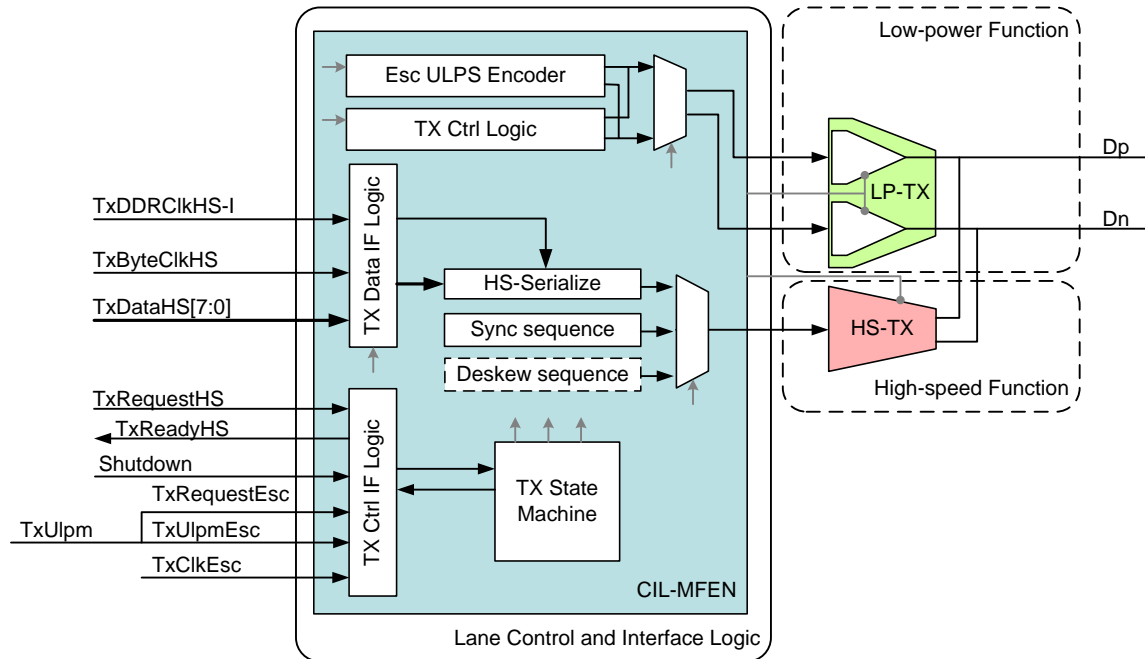 Low-power Function
Esc ULPS Encoder
TX Ctrl Logic
Dp
LP-TX
Dn
TxDDRClkHS-I
TxByteClkHS
TxDataHS[7:0]
TX Data IF Logic
HS-Serialize
Sync sequence
Deskew sequence
HS-TX
High-speed Function
TxRequestHS
TxReadyHS
Shutdown
TxRequestEsc
TxUlpm
TxUlpmEsc
TxClkEsc
TX Ctrl IF Logic
TX State
Machine
CIL-MFEN
Lane Control and Interface Logic